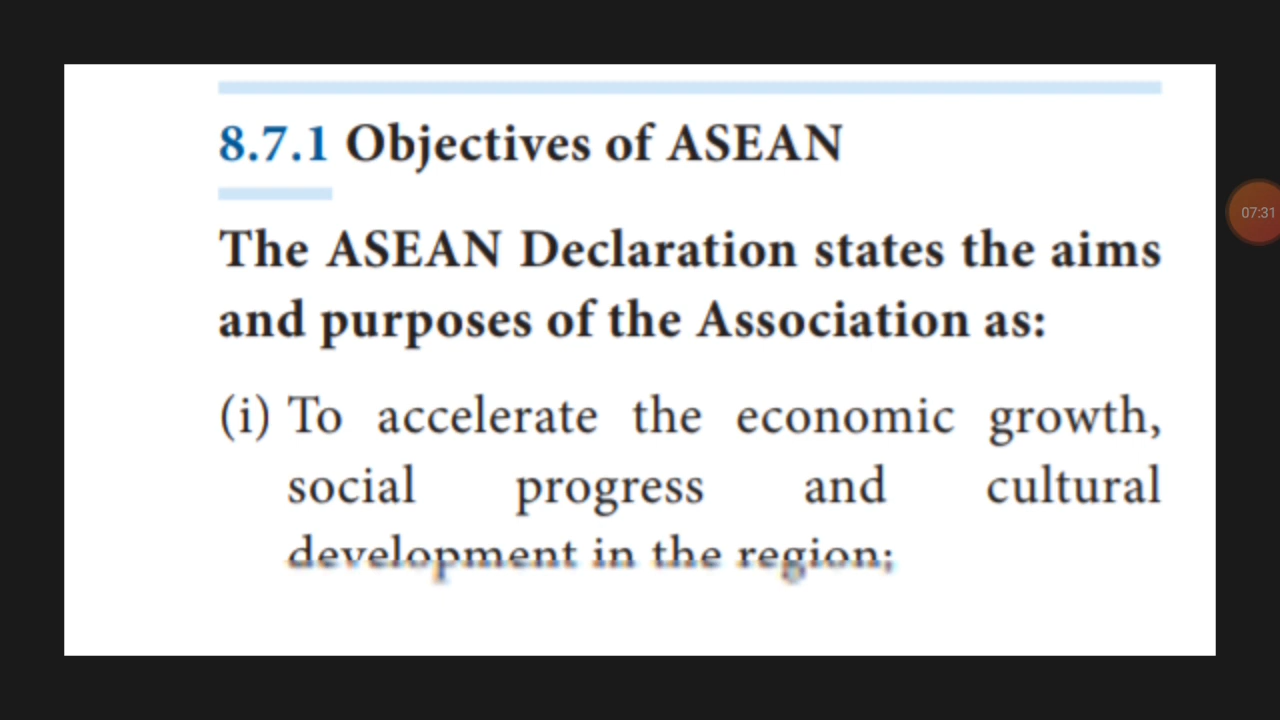 8.7.1 Objectives of ASEAN
The ASEAN Declaration states the aims
and purposes of the Association as:
(i) To accelerate the economic growth,
social progress and cultural
development in the region;
07:31